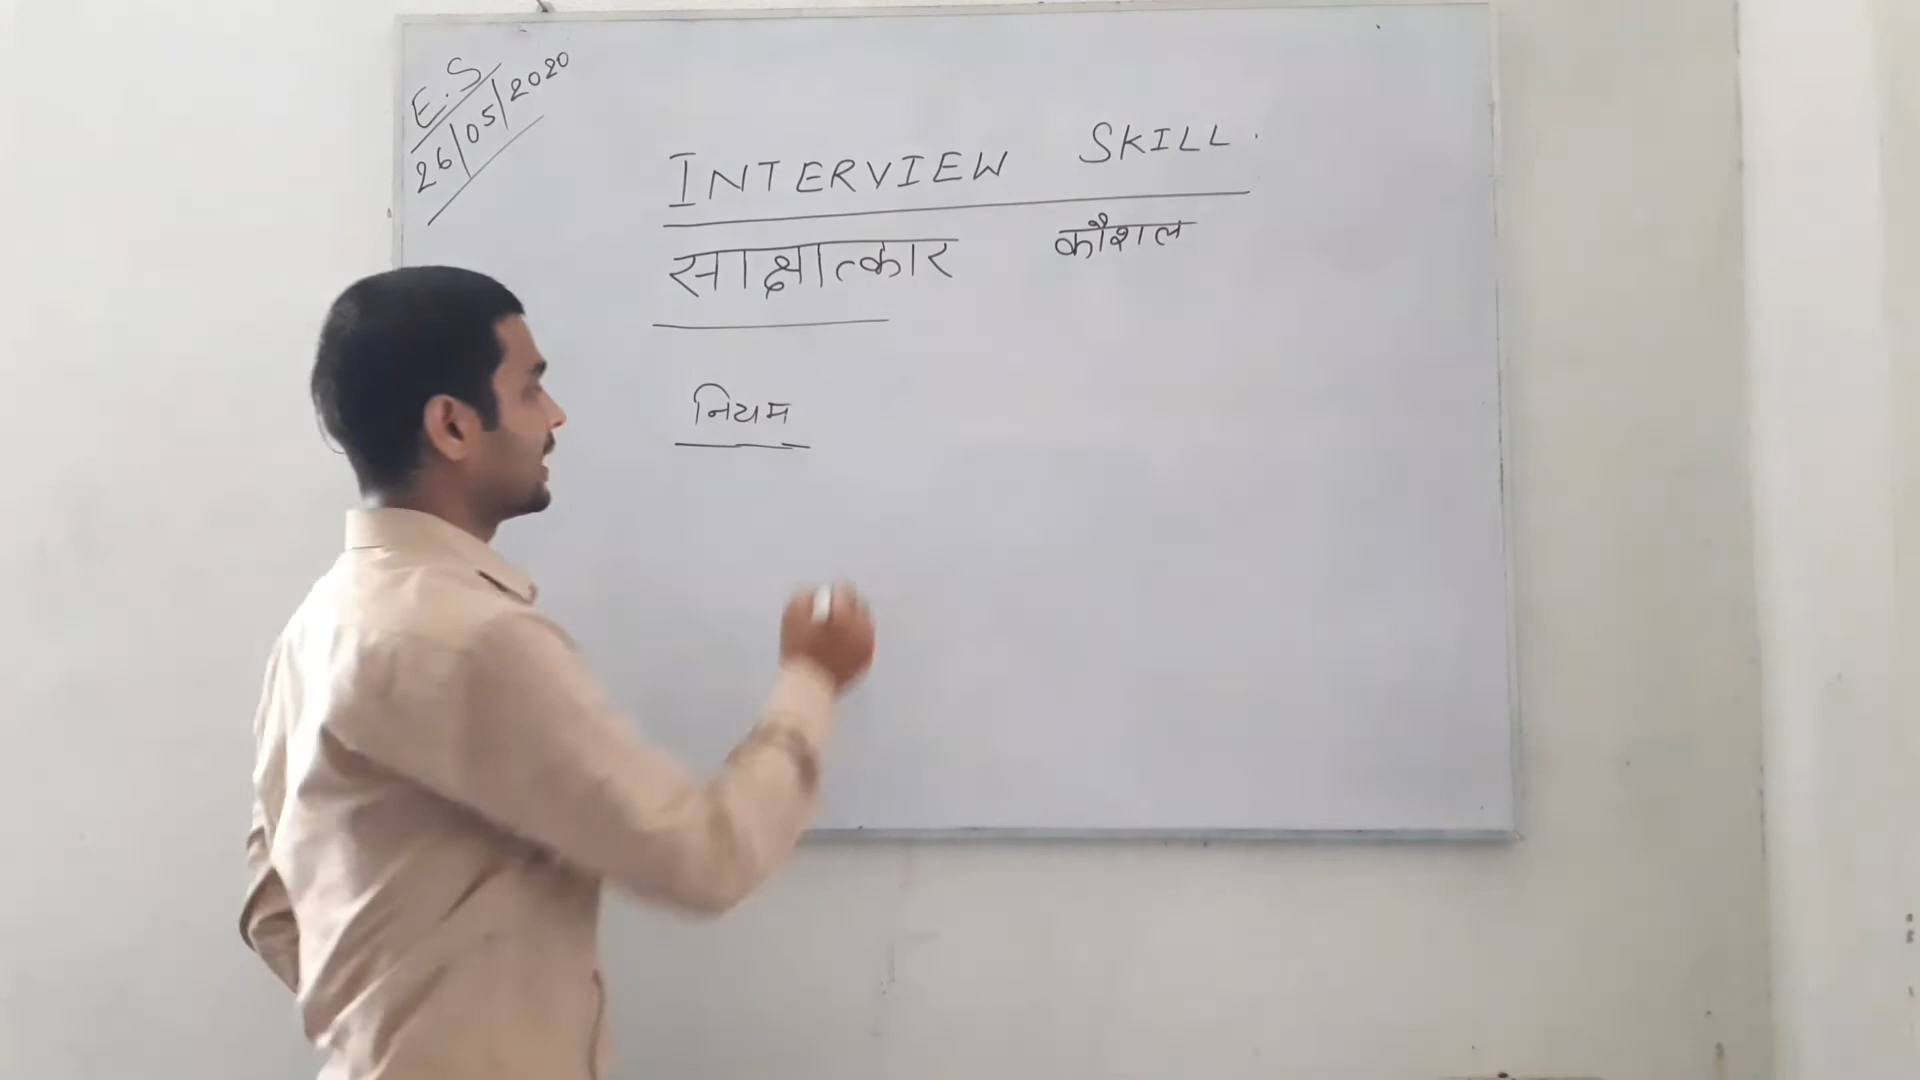 E.S
26/05/2020
INTERVIEW SKILL.
साक्षात्कार कौशल
नियम